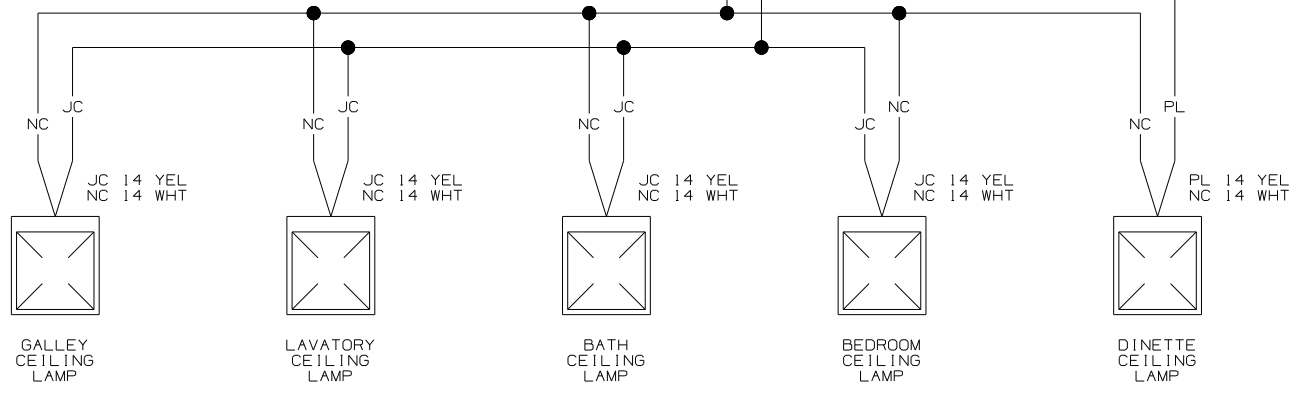 JC JC JC NC PL
NC NC NC JC NC
JC 14 YEL JC 14 YEL JC 14 YEL JC 14 YEL PL 14 YEL
NC 14 WHT NC 14 WHT NC 14 WHT NC 14 WHT NC 14 WHT
GALLEY LAVATORY BATH BEDROOM DINETTE
CEILING CEILING CEILING CEILING CEILING
LAMP LAMP LAMP LAMP LAMP